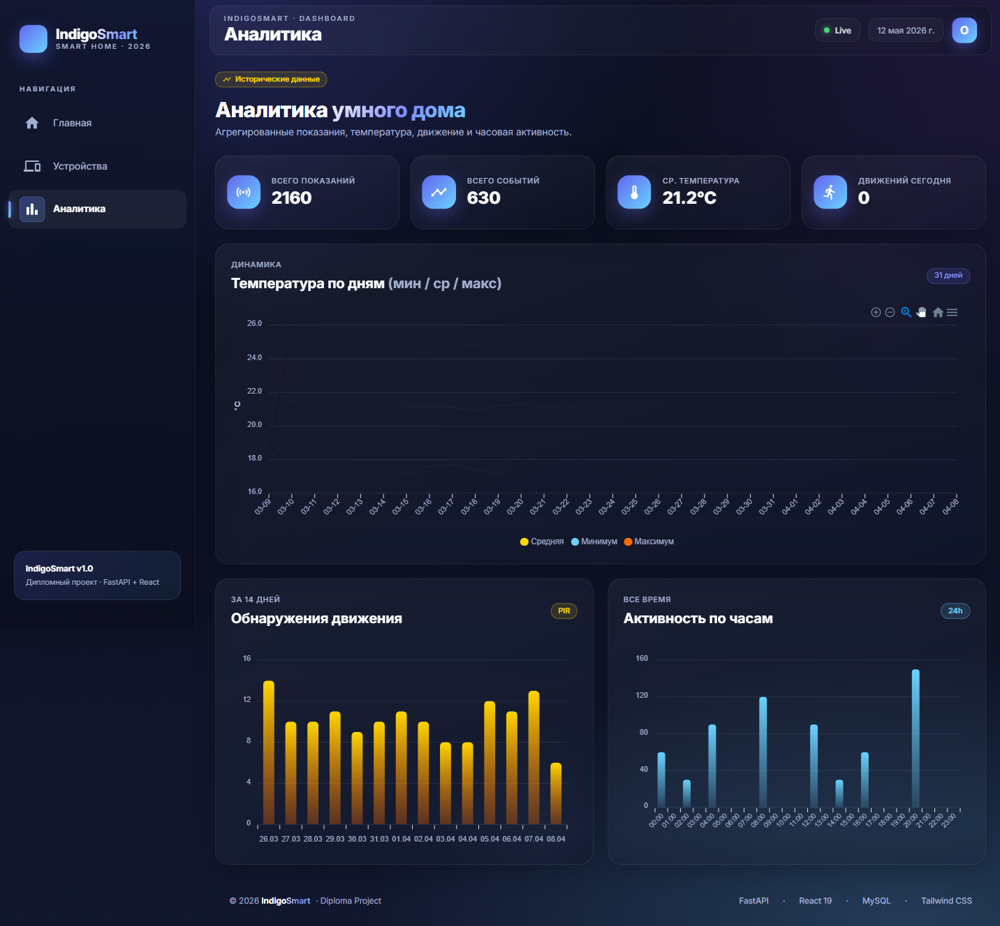 IndigoSmart
SMART HOME · 2026
НАВИГАЦИЯ
Главная
Устройства
Аналитика
IndigoSmart v1.0
Дипломный проект · FastAPI + React
INDIGOSMART · DASHBOARD
Аналитика
Live
12 мая 2026 г.
O
Исторические данные
Аналитика умного дома
Агрегированные показания, температура, движение и часовая активность.
ВСЕГО ПОКАЗАНИЙ
2160
ВСЕГО СОБЫТИЙ
630
СР. ТЕМПЕРАТУРА
21.2°C
ДВИЖЕНИЙ СЕГОДНЯ
0
ДИНАМИКА
Температура по дням (мин / ср / макс)
31 дней
26.0
24.0
22.0
20.0
18.0
16.0
°C
03-09 03-10 03-11 03-12 03-13 03-14 03-15 03-16 03-17 03-18 03-19 03-20 03-21 03-22 03-23 03-24 03-25 03-26 03-27 03-28 03-29 03-30 03-31 04-01 04-02 04-03 04-04 04-05 04-06 04-07 04-08
Средняя Минимум Максимум
ЗА 14 ДНЕЙ
Обнаружения движения
PIR
16
12
8
4
0
26.03 27.03 28.03 29.03 30.03 31.03 01.04 02.04 03.04 04.04 05.04 06.04 07.04 08.04
ВСЕ ВРЕМЯ
Активность по часам
24h
160
120
80
40
0
00:00 01:00 02:00 03:00 04:00 05:00 06:00 07:00 08:00 09:00 10:00 11:00 12:00 13:00 14:00 15:00 16:00 17:00 18:00 19:00 20:00 21:00 22:00 23:00
© 2026 IndigoSmart · Diploma Project
FastAPI · React 19 · MySQL · Tailwind CSS